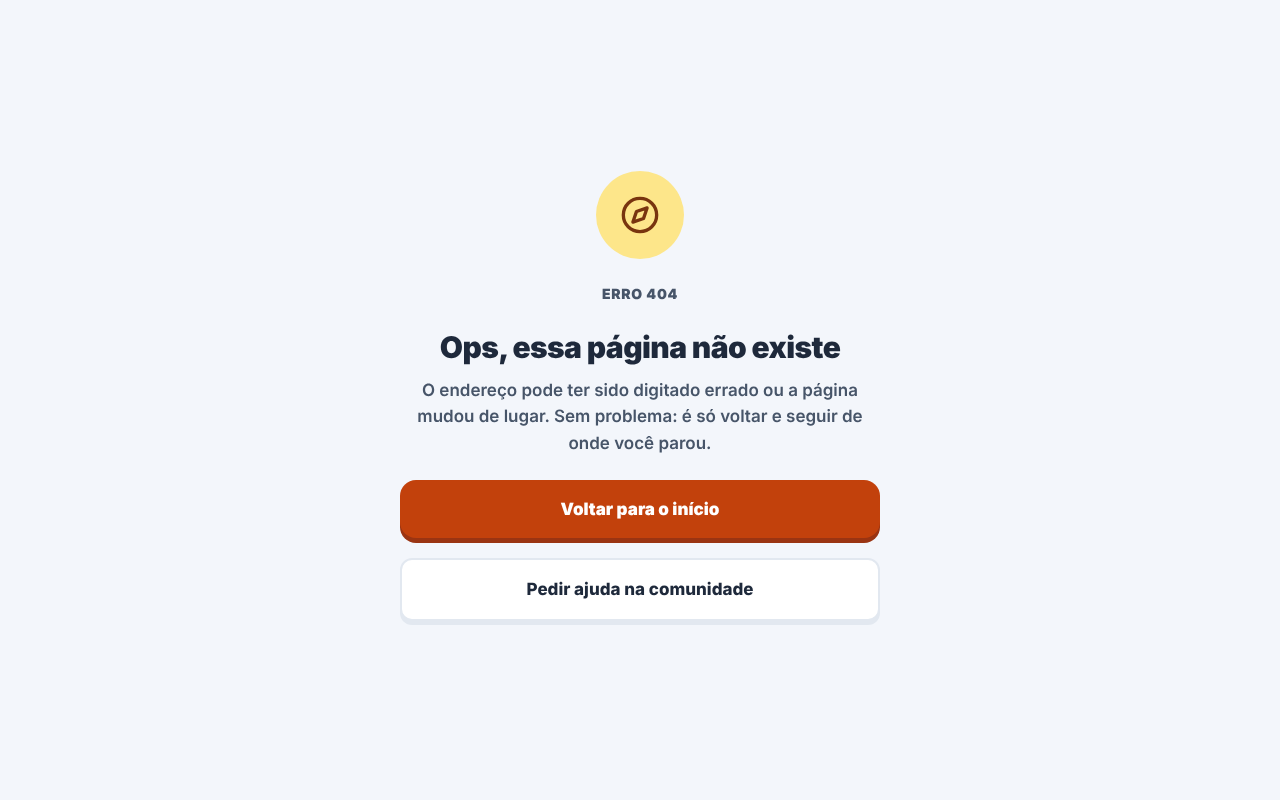 ERRO 404
Ops, essa página não existe
O endereço pode ter sido digitado errado ou a página
mudou de lugar. Sem problema: é só voltar e seguir de
onde você parou.
Voltar para o início
Pedir ajuda na comunidade